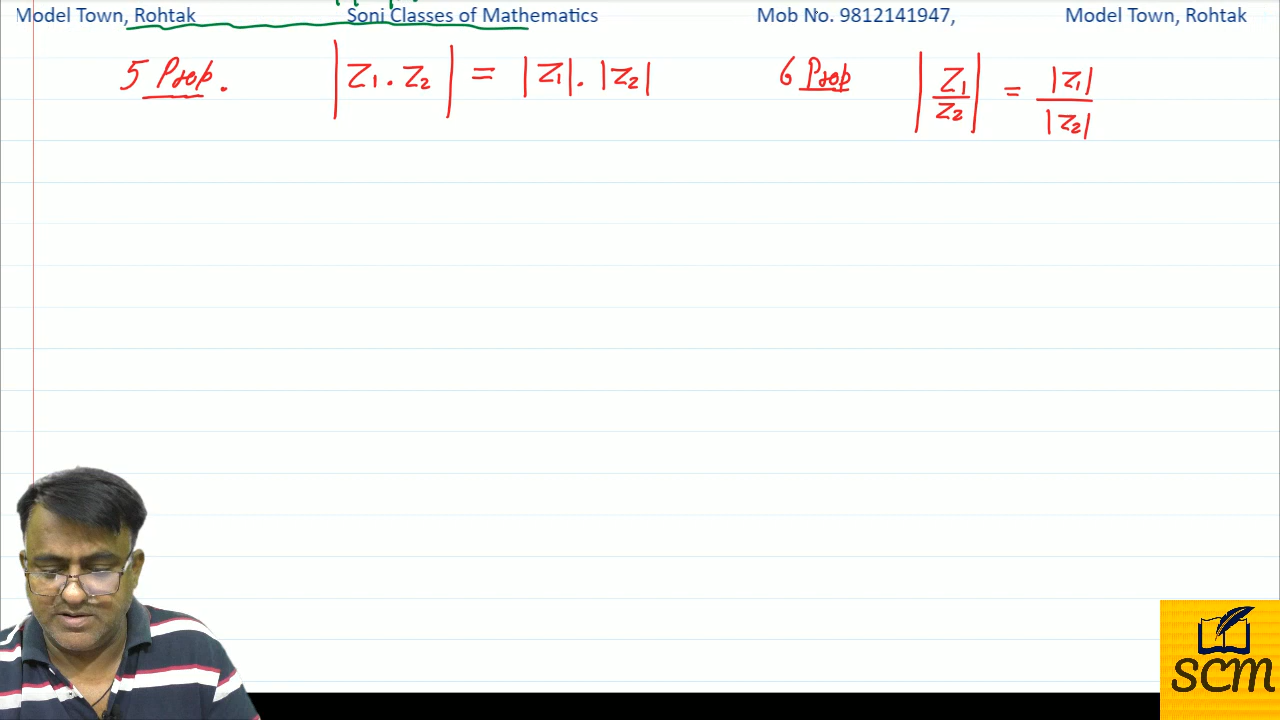 Model Town, Rohtak Soni Classes of Mathematics Mob No. 9812141947, Model Town, Rohtak
5 Prop. |Z₁ . Z₂| = |Z₁| . |Z₂| 6 Prop |Z₁/Z₂| = |Z₁|/|Z₂|
SCM